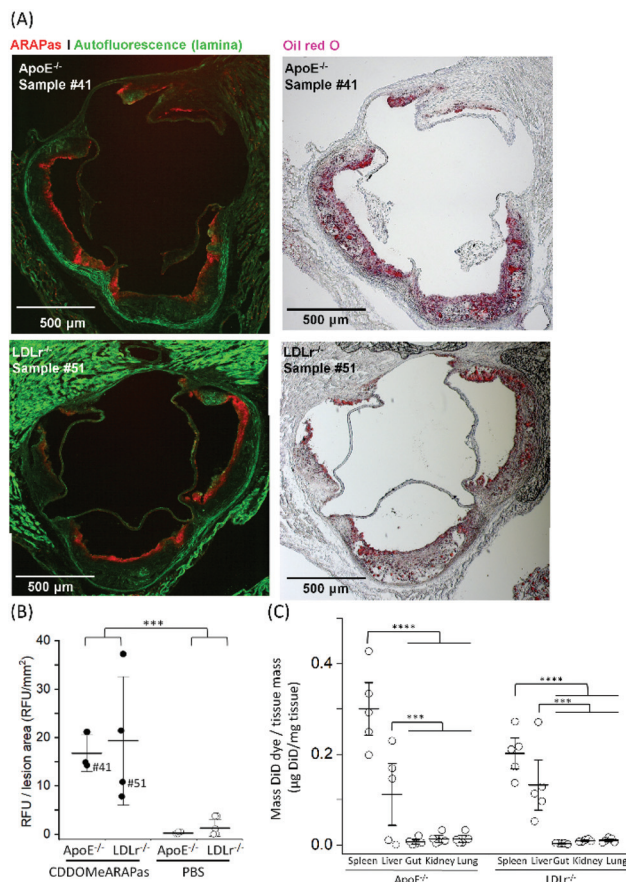 (A)
ARAPas I Autofluorescence (lamina)
Oil red O
ApoE-/-
Sample #41
500 µm
ApoE-/-
Sample #41
500 µm
LDLr-/-
Sample #51
500 µm
LDLr-/-
Sample #51
500 µm
(B)
***
RFU / lesion area (RFU/mm²)
40
30
20
10
0
#41
#51
ApoE-/- LDLr-/- ApoE-/- LDLr-/-
CDDOMeARAPas PBS
(C)
****
***
****
***
Mass DiD dye / tissue mass
(µg DiD/mg tissue)
0.4
0.2
0.0
Spleen Liver Gut Kidney Lung Spleen Liver Gut Kidney Lung
ApoE-/- LDLr-/-